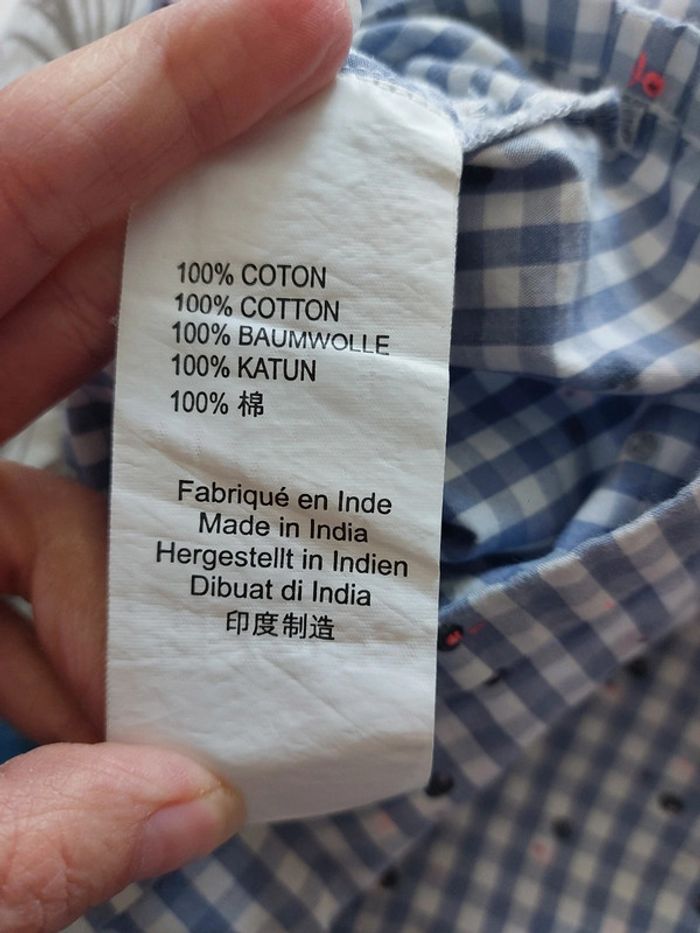 100% COTON
100% COTTON
100% BAUMWOLLE
100% KATUN
100% 棉
Fabriqué en Inde
Made in India
Hergestellt in Indien
Dibuat di India
印度制造